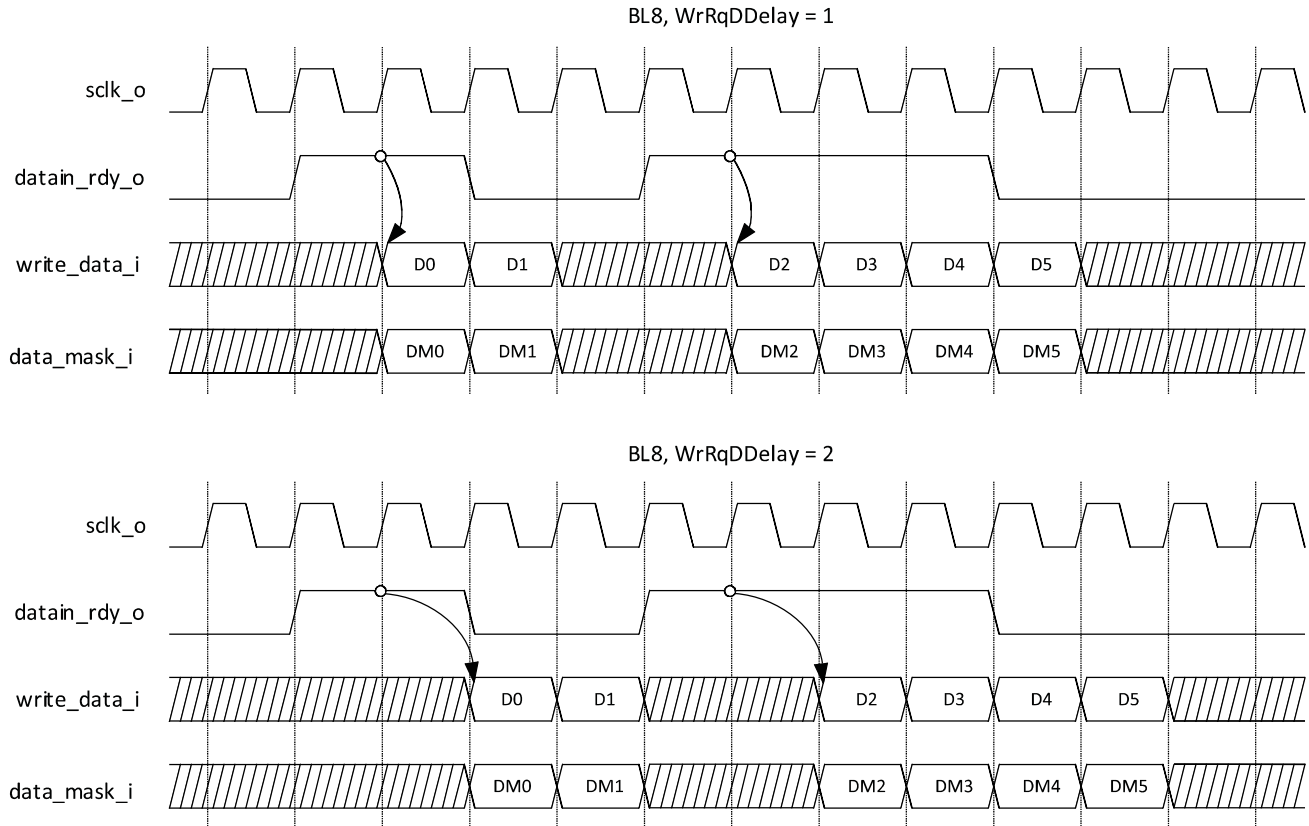 BL8, WrRqDDelay = 1
sclk_o
datain_rdy_o
write_data_i D0 D1 D2 D3 D4 D5
data_mask_i DM0 DM1 DM2 DM3 DM4 DM5
BL8, WrRqDDelay = 2
sclk_o
datain_rdy_o
write_data_i D0 D1 D2 D3 D4 D5
data_mask_i DM0 DM1 DM2 DM3 DM4 DM5